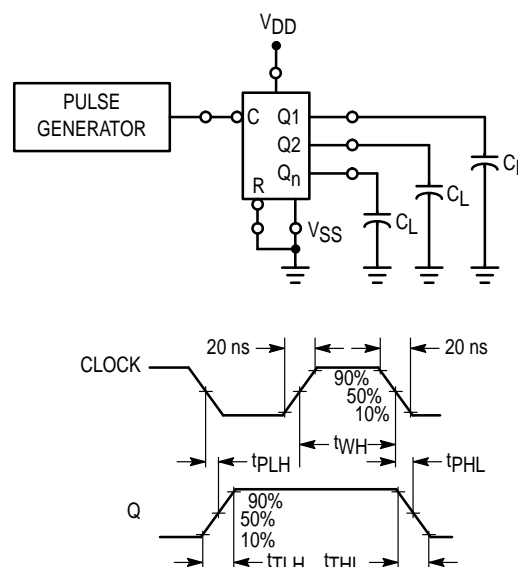 VDD
PULSE
GENERATOR
C
Q1
Q2
Qn
R
VSS
CL
CL
20 ns
20 ns
CLOCK
90%
50%
10%
tWH
tPLH
tPHL
Q
90%
50%
10%
tTLH
tTHL